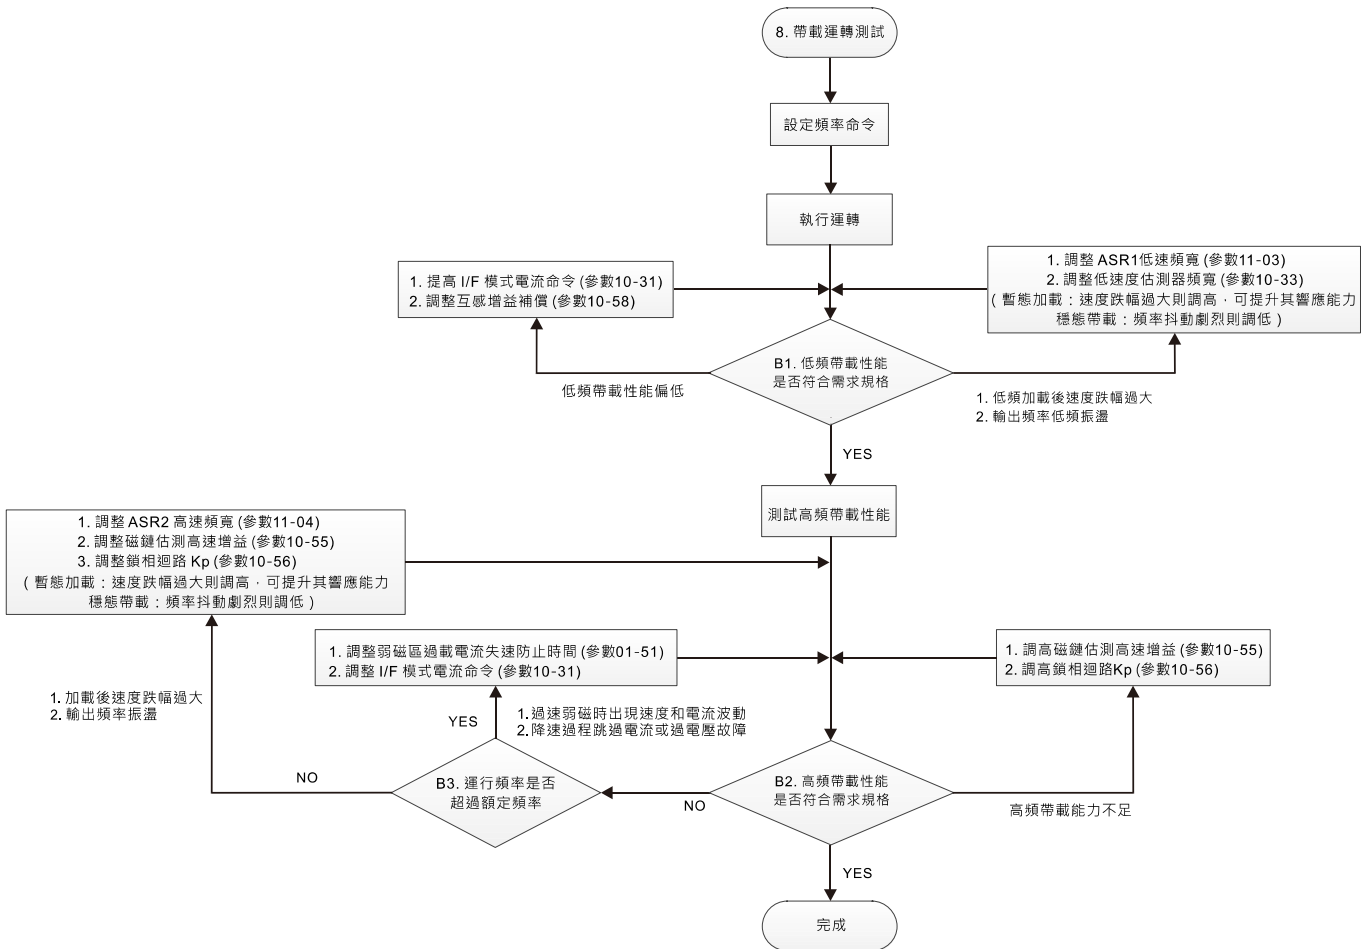 8. 帶載運轉測試
設定頻率命令
執行運轉
1. 提高 I/F 模式電流命令 (參數10-31)
2. 調整互感增益補償 (參數10-58)
1. 調整 ASR1低速頻寬 (參數11-03)
2. 調整低速度估測器頻寬 (參數10-33)
( 暫態加載：速度跌幅過大則調高，可提升其響應能力
穩態帶載：頻率抖動劇烈則調低 )
B1. 低頻帶載性能
是否符合需求規格
低頻帶載性能偏低
1. 低頻加載後速度跌幅過大
2. 輸出頻率低頻振盪
YES
測試高頻帶載性能
1. 調整 ASR2 高速頻寬 (參數11-04)
2. 調整磁鏈估測高速增益 (參數10-55)
3. 調整鎖相迴路 Kp (參數10-56)
( 暫態加載：速度跌幅過大則調高，可提升其響應能力
穩態帶載：頻率抖動劇烈則調低 )
1. 調整弱磁區過載電流失速防止時間 (參數01-51)
2. 調整 I/F 模式電流命令 (參數10-31)
1. 調高磁鏈估測高速增益 (參數10-55)
2. 調高鎖相迴路Kp (參數10-56)
1. 加載後速度跌幅過大
2. 輸出頻率振盪
YES
1.過速弱磁時出現速度和電流波動
2.降速過程跳過電流或過電壓故障
NO
B3. 運行頻率是否
超過額定頻率
NO
B2. 高頻帶載性能
是否符合需求規格
高頻帶載能力不足
YES
完成